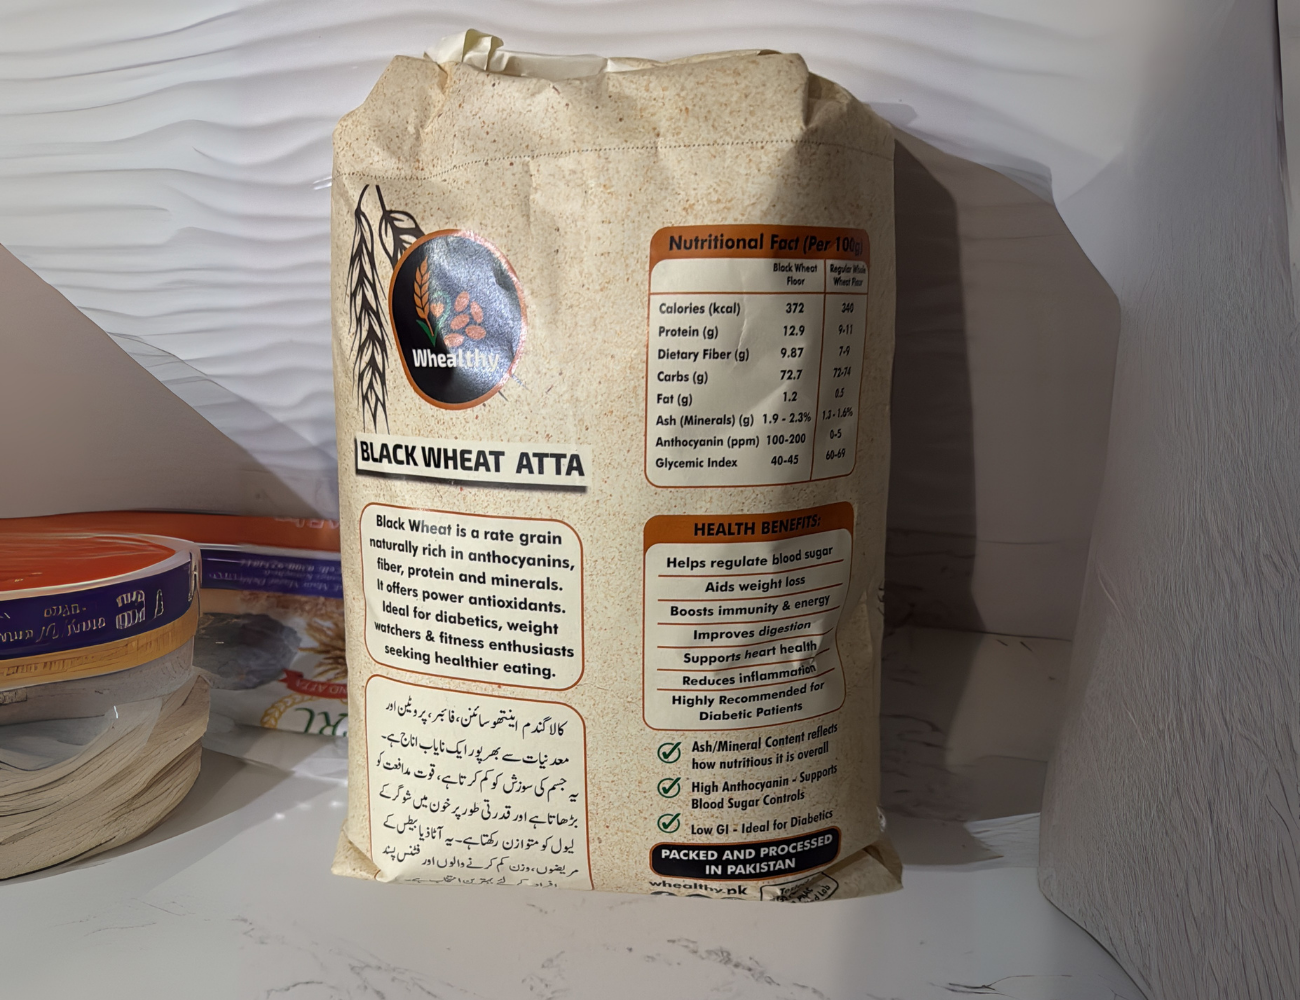 Whealthy
BLACK WHEAT ATTA
Black Wheat is a rate grain
naturally rich in anthocyanins,
fiber, protein and minerals.
It offers power antioxidants.
Ideal for diabetics, weight
watchers & fitness enthusiasts
seeking healthier eating.
کالا گندم اینتھوسائنن، فائبر، پروٹین اور
معدنیات سے بھرپور ایک نایاب اناج ہے۔
یہ جسم کی سوزش کو کم کرتا ہے، قوت مدافعت کو
بڑھاتا ہے اور قدرتی طور پر خون میں شوگر کے
لیول کو متوازن رکھتا ہے۔ یہ آٹا ذیابیطس کے
مریضوں، وزن کم کرنے والوں اور فٹنس پسند
Nutritional Fact (Per 100g)
Black Wheat Floor Regular Whole Wheat Flour
Calories (kcal) 372 340
Protein (g) 12.9 9-11
Dietary Fiber (g) 9.87 7-9
Carbs (g) 72.7 72-74
Fat (g) 1.2 0.5
Ash (Minerals) (g) 1.9 - 2.3% 1.3 - 1.6%
Anthocyanin (ppm) 100-200 0-5
Glycemic Index 40-45 60-69
HEALTH BENEFITS:
Helps regulate blood sugar
Aids weight loss
Boosts immunity & energy
Improves digestion
Supports heart health
Reduces inflammation
Highly Recommended for
Diabetic Patients
Ash/Mineral Content reflects
how nutritious it is overall
High Anthocyanin - Supports
Blood Sugar Controls
Low GI - Ideal for Diabetics
PACKED AND PROCESSED
IN PAKISTAN
whealthy.pk